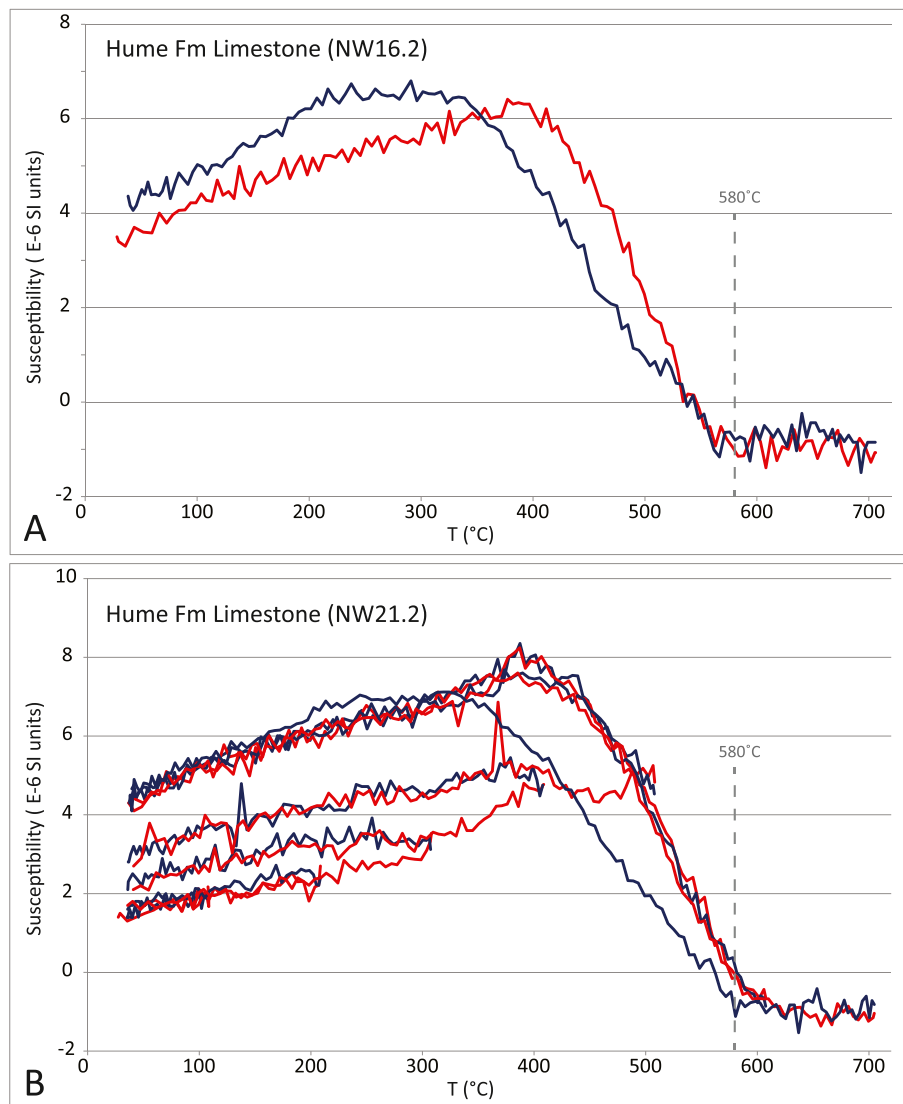 8
Hume Fm Limestone (NW16.2)
6
4
580˚C
Susceptibility ( E-6 SI units)
2
0
-2
0 100 200 300 400 500 600 700
T (°C)
A
10
Hume Fm Limestone (NW21.2)
8
6
580˚C
Susceptibility ( E-6 SI units)
4
2
0
-2
0 100 200 300 400 500 600 700
T (°C)
B